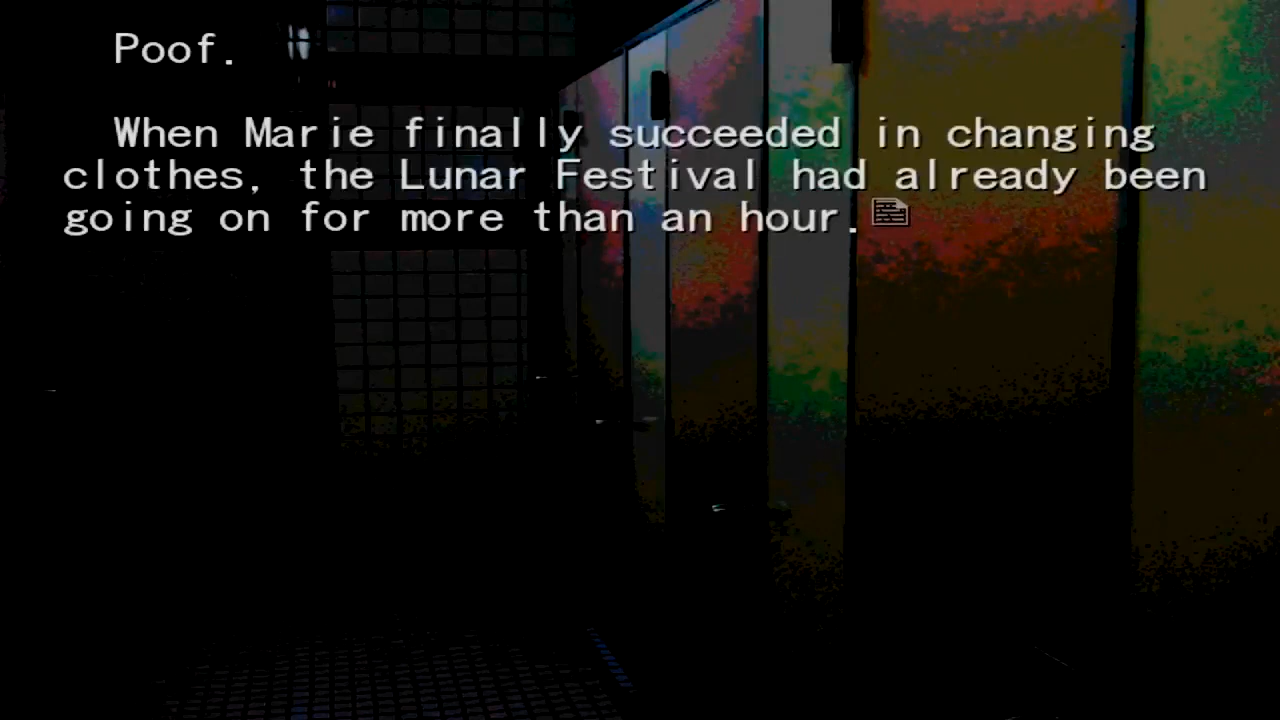 Poof.
When Marie finally succeeded in changing
clothes, the Lunar Festival had already been
going on for more than an hour.